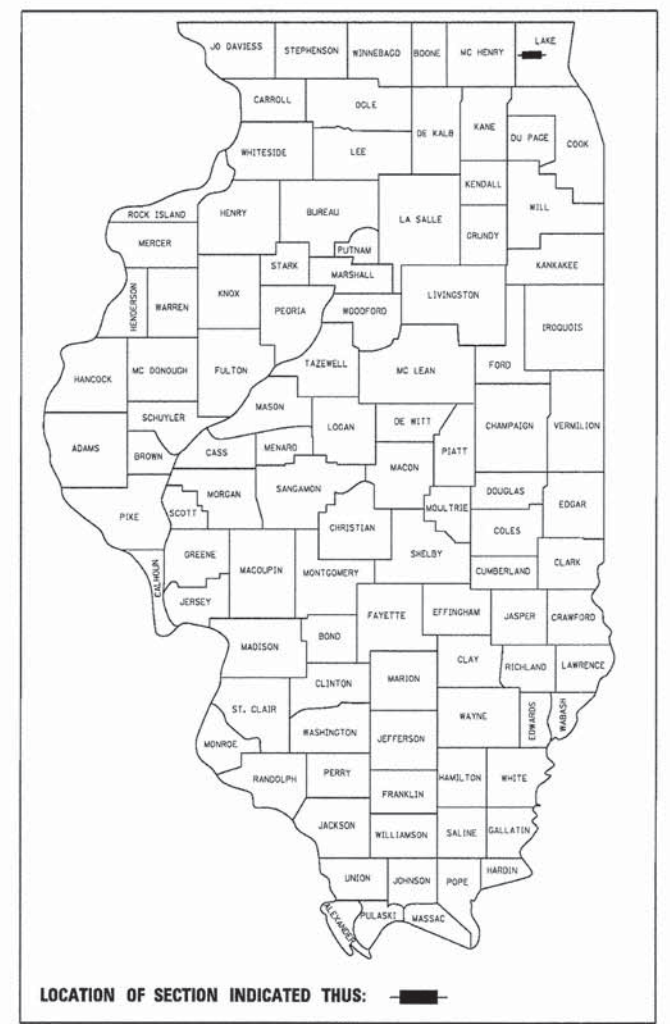 JO DAVIESS STEPHENSON WINNEBAGO BOONE MC HENRY LAKE
CARROLL OGLE DE KALB KANE DU PAGE COOK
WHITESIDE LEE KENDALL WILL
ROCK ISLAND HENRY BUREAU LA SALLE GRUNDY
MERCER PUTNAM KANKAKEE
STARK MARSHALL
HENDERSON WARREN KNOX PEORIA WOODFORD LIVINGSTON IROQUOIS
HANCOCK MC DONOUGH FULTON TAZEWELL MC LEAN FORD
SCHUYLER MASON LOGAN DE WITT CHAMPAIGN VERMILION
ADAMS BROWN CASS MENARD MACON PIATT
PIKE SCOTT MORGAN SANGAMON CHRISTIAN MOULTRIE DOUGLAS EDGAR
COLES
CALHOUN GREENE MACOUPIN MONTGOMERY SHELBY CUMBERLAND CLARK
JERSEY FAYETTE EFFINGHAM JASPER CRAWFORD
MADISON BOND CLAY RICHLAND LAWRENCE
CLINTON MARION
ST. CLAIR WAYNE EDWARDS WABASH
MONROE WASHINGTON JEFFERSON
RANDOLPH PERRY HAMILTON WHITE
FRANKLIN
JACKSON WILLIAMSON SALINE GALLATIN
UNION JOHNSON POPE HARDIN
ALEXANDER PULASKI MASSAC
LOCATION OF SECTION INDICATED THUS: